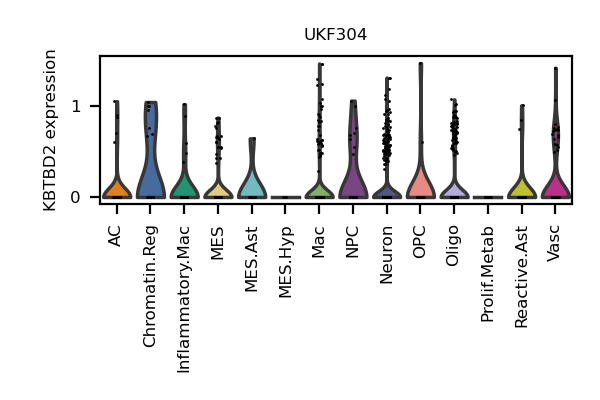 UKF304
KBTBD2 expression
1
0
AC
Chromatin.Reg
Inflammatory.Mac
MES
MES.Ast
MES.Hyp
Mac
NPC
Neuron
OPC
Oligo
Prolif.Metab
Reactive.Ast
Vasc